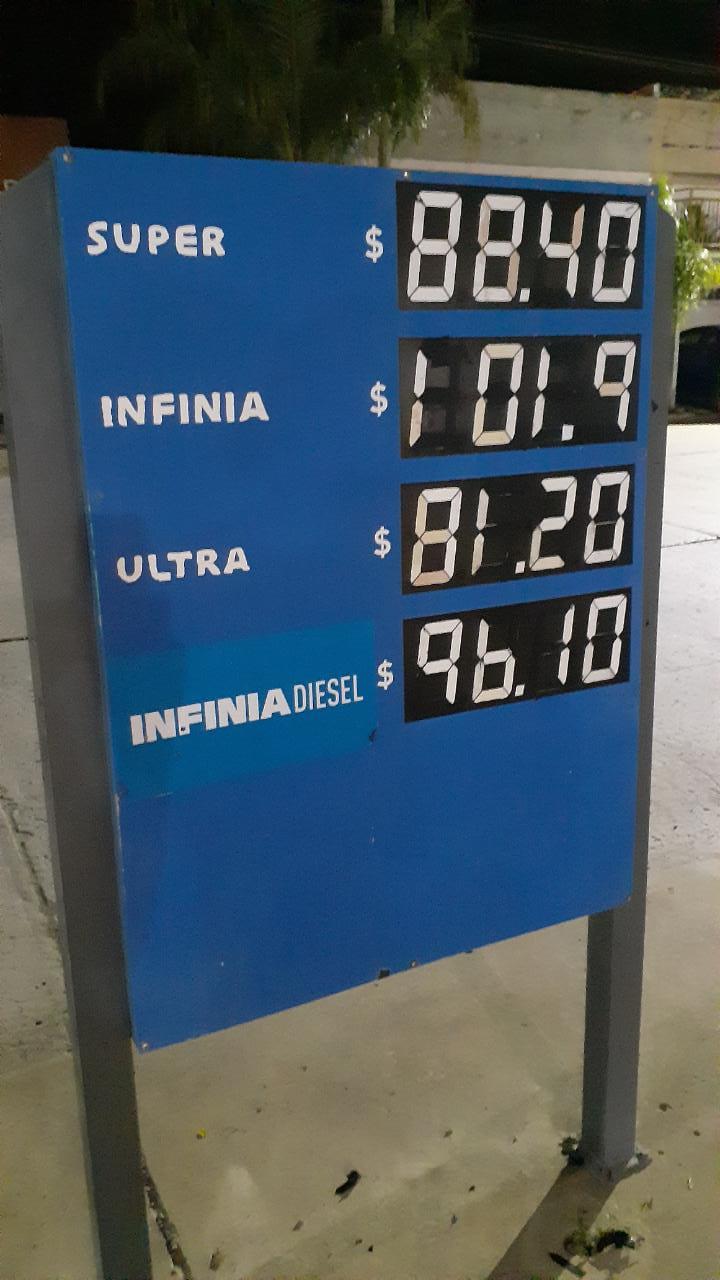 SUPER $ 88.40
INFINIA $ 101.9
ULTRA $ 81.20
INFINIA DIESEL $ 96.10